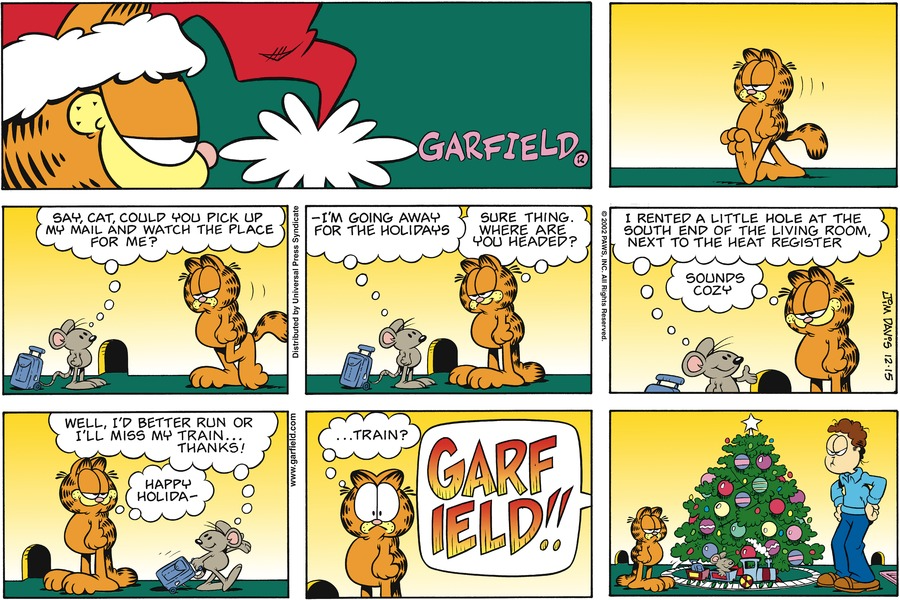 GARFIELD®
SAY, CAT, COULD YOU PICK UP
MY MAIL AND WATCH THE PLACE
FOR ME?
Distributed by Universal Press Syndicate
–I'M GOING AWAY
FOR THE HOLIDAYS
SURE THING.
WHERE ARE
YOU HEADED?
© 2002 PAWS, INC. All Rights Reserved.
I RENTED A LITTLE HOLE AT THE
SOUTH END OF THE LIVING ROOM,
NEXT TO THE HEAT REGISTER
SOUNDS
COZY
JIM DAVIS 12·15
WELL, I'D BETTER RUN OR
I'LL MISS MY TRAIN...
THANKS!
HAPPY
HOLIDA–
www.garfield.com
...TRAIN?
GARF
IELD!!